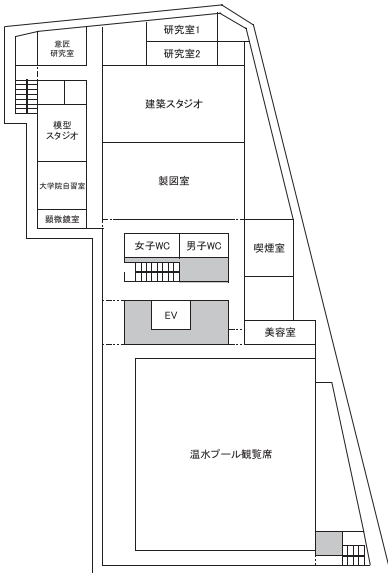 研究室1
意匠
研究室
研究室2
建築スタジオ
模型
スタジオ
製図室
大学院自習室
顕微鏡室
女子WC
男子WC
喫煙室
EV
美容室
温水プール観覧席